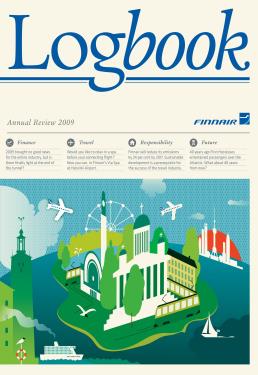 Logbook
Annual Review 2009
FINNAIR
Finance
2009 brought no good news
for the airline industry, but is
there finally light at the end of
the tunnel?
Travel
Would you like to stay in a spa
before your connecting flight?
Now you can, in Finnair's Via Spa
at Helsinki Airport.
Responsibility
Finnair will reduce its emissions
by 24 per cent by 2017. Sustainable
development is a prerequisite for
the success of the travel industry.
Future
40 years ago Finn Hostesses
entertained passengers over the
Atlantic. What about 40 years
from now?